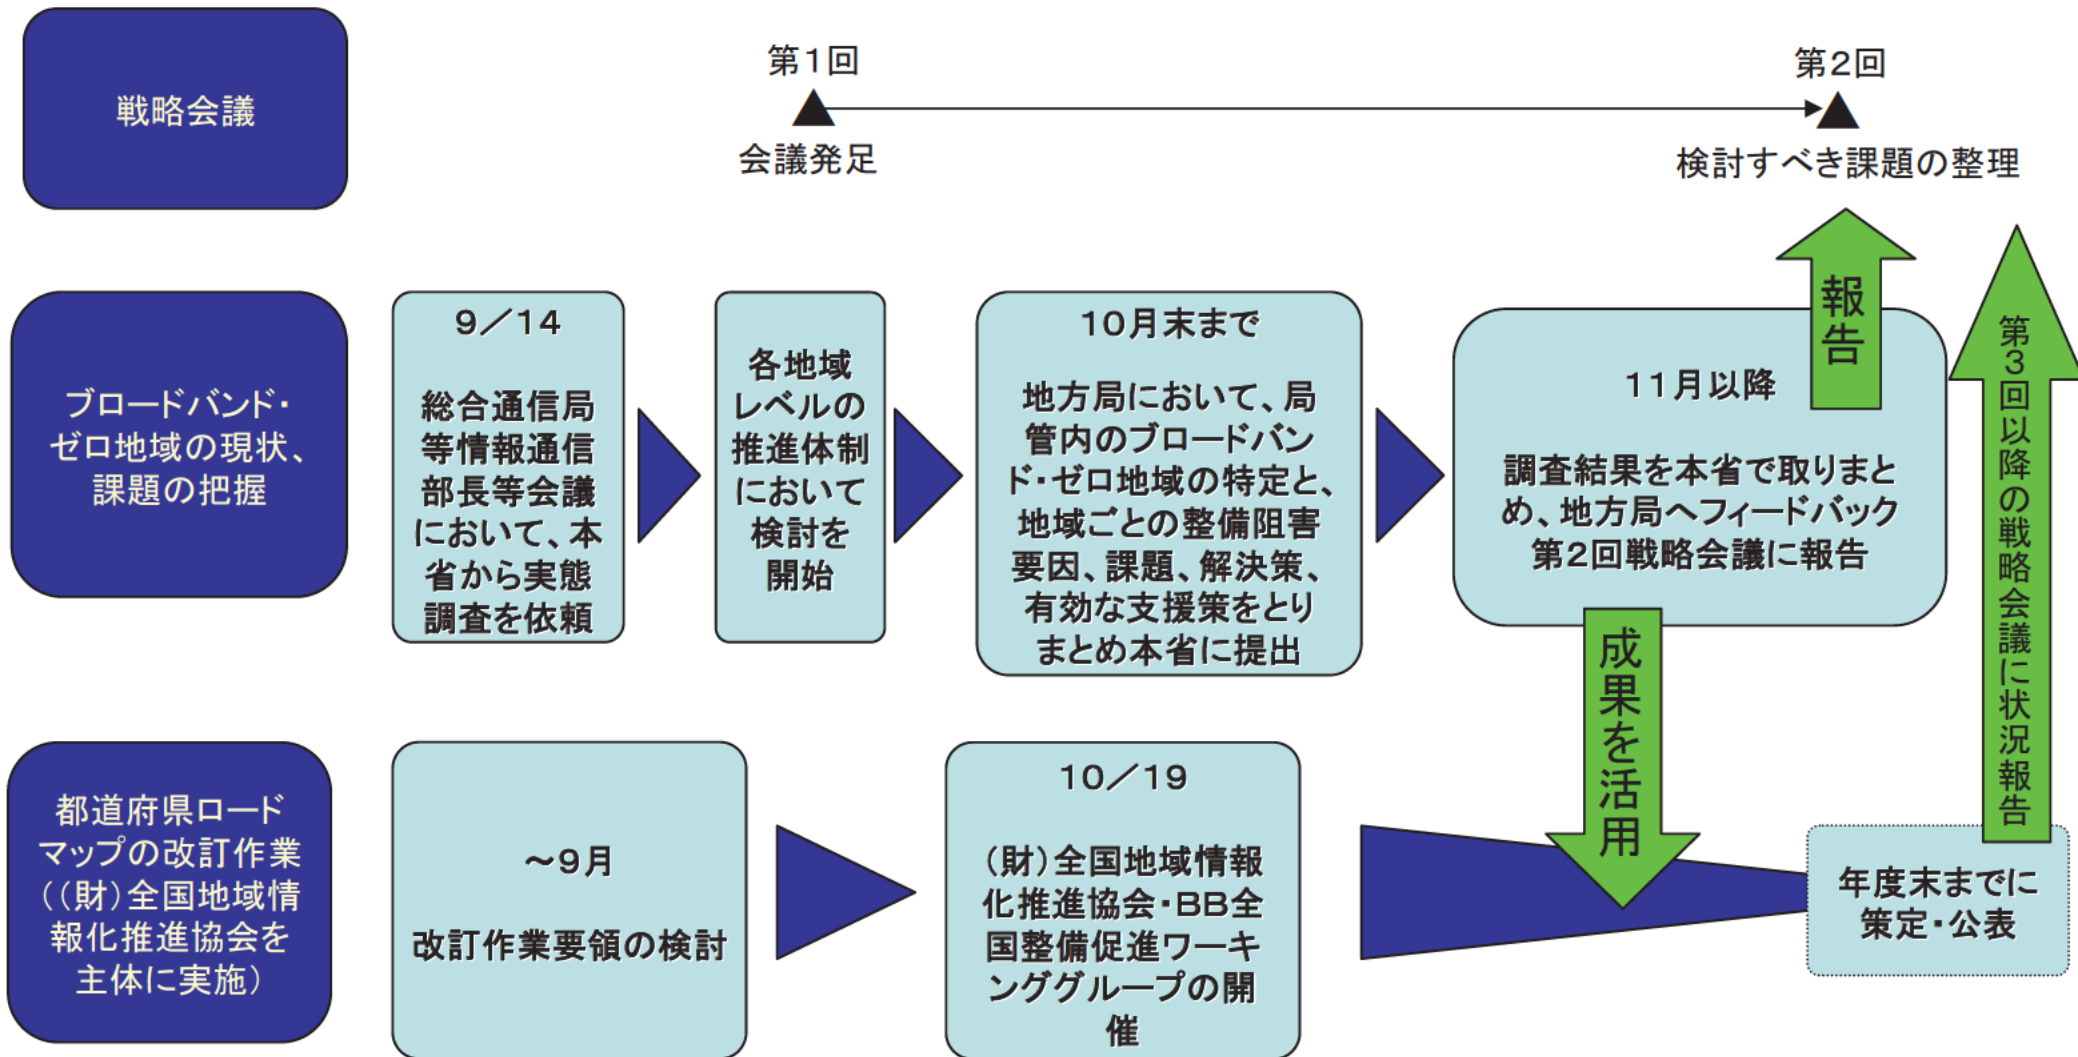 戦略会議
第1回
会議発足
第2回
検討すべき課題の整理
ブロードバンド・
ゼロ地域の現状、
課題の把握
9／14
総合通信局
等情報通信
部長等会議
において、本
省から実態
調査を依頼
各地域
レベルの
推進体制
において
検討を
開始
10月末まで
地方局において、局
管内のブロードバン
ド・ゼロ地域の特定と、
地域ごとの整備阻害
要因、課題、解決策、
有効な支援策をとり
まとめ本省に提出
11月以降
調査結果を本省で取りまと
め、地方局へフィードバック
第2回戦略会議に報告
報告
第3回以降の戦略会議に状況報告
成果を活用
都道府県ロード
マップの改訂作業
（（財）全国地域情
報化推進協会を
主体に実施）
～9月
改訂作業要領の検討
10／19
（財）全国地域情報
化推進協会・BB全
国整備促進ワーキ
ンググループの開
催
年度末までに
策定・公表